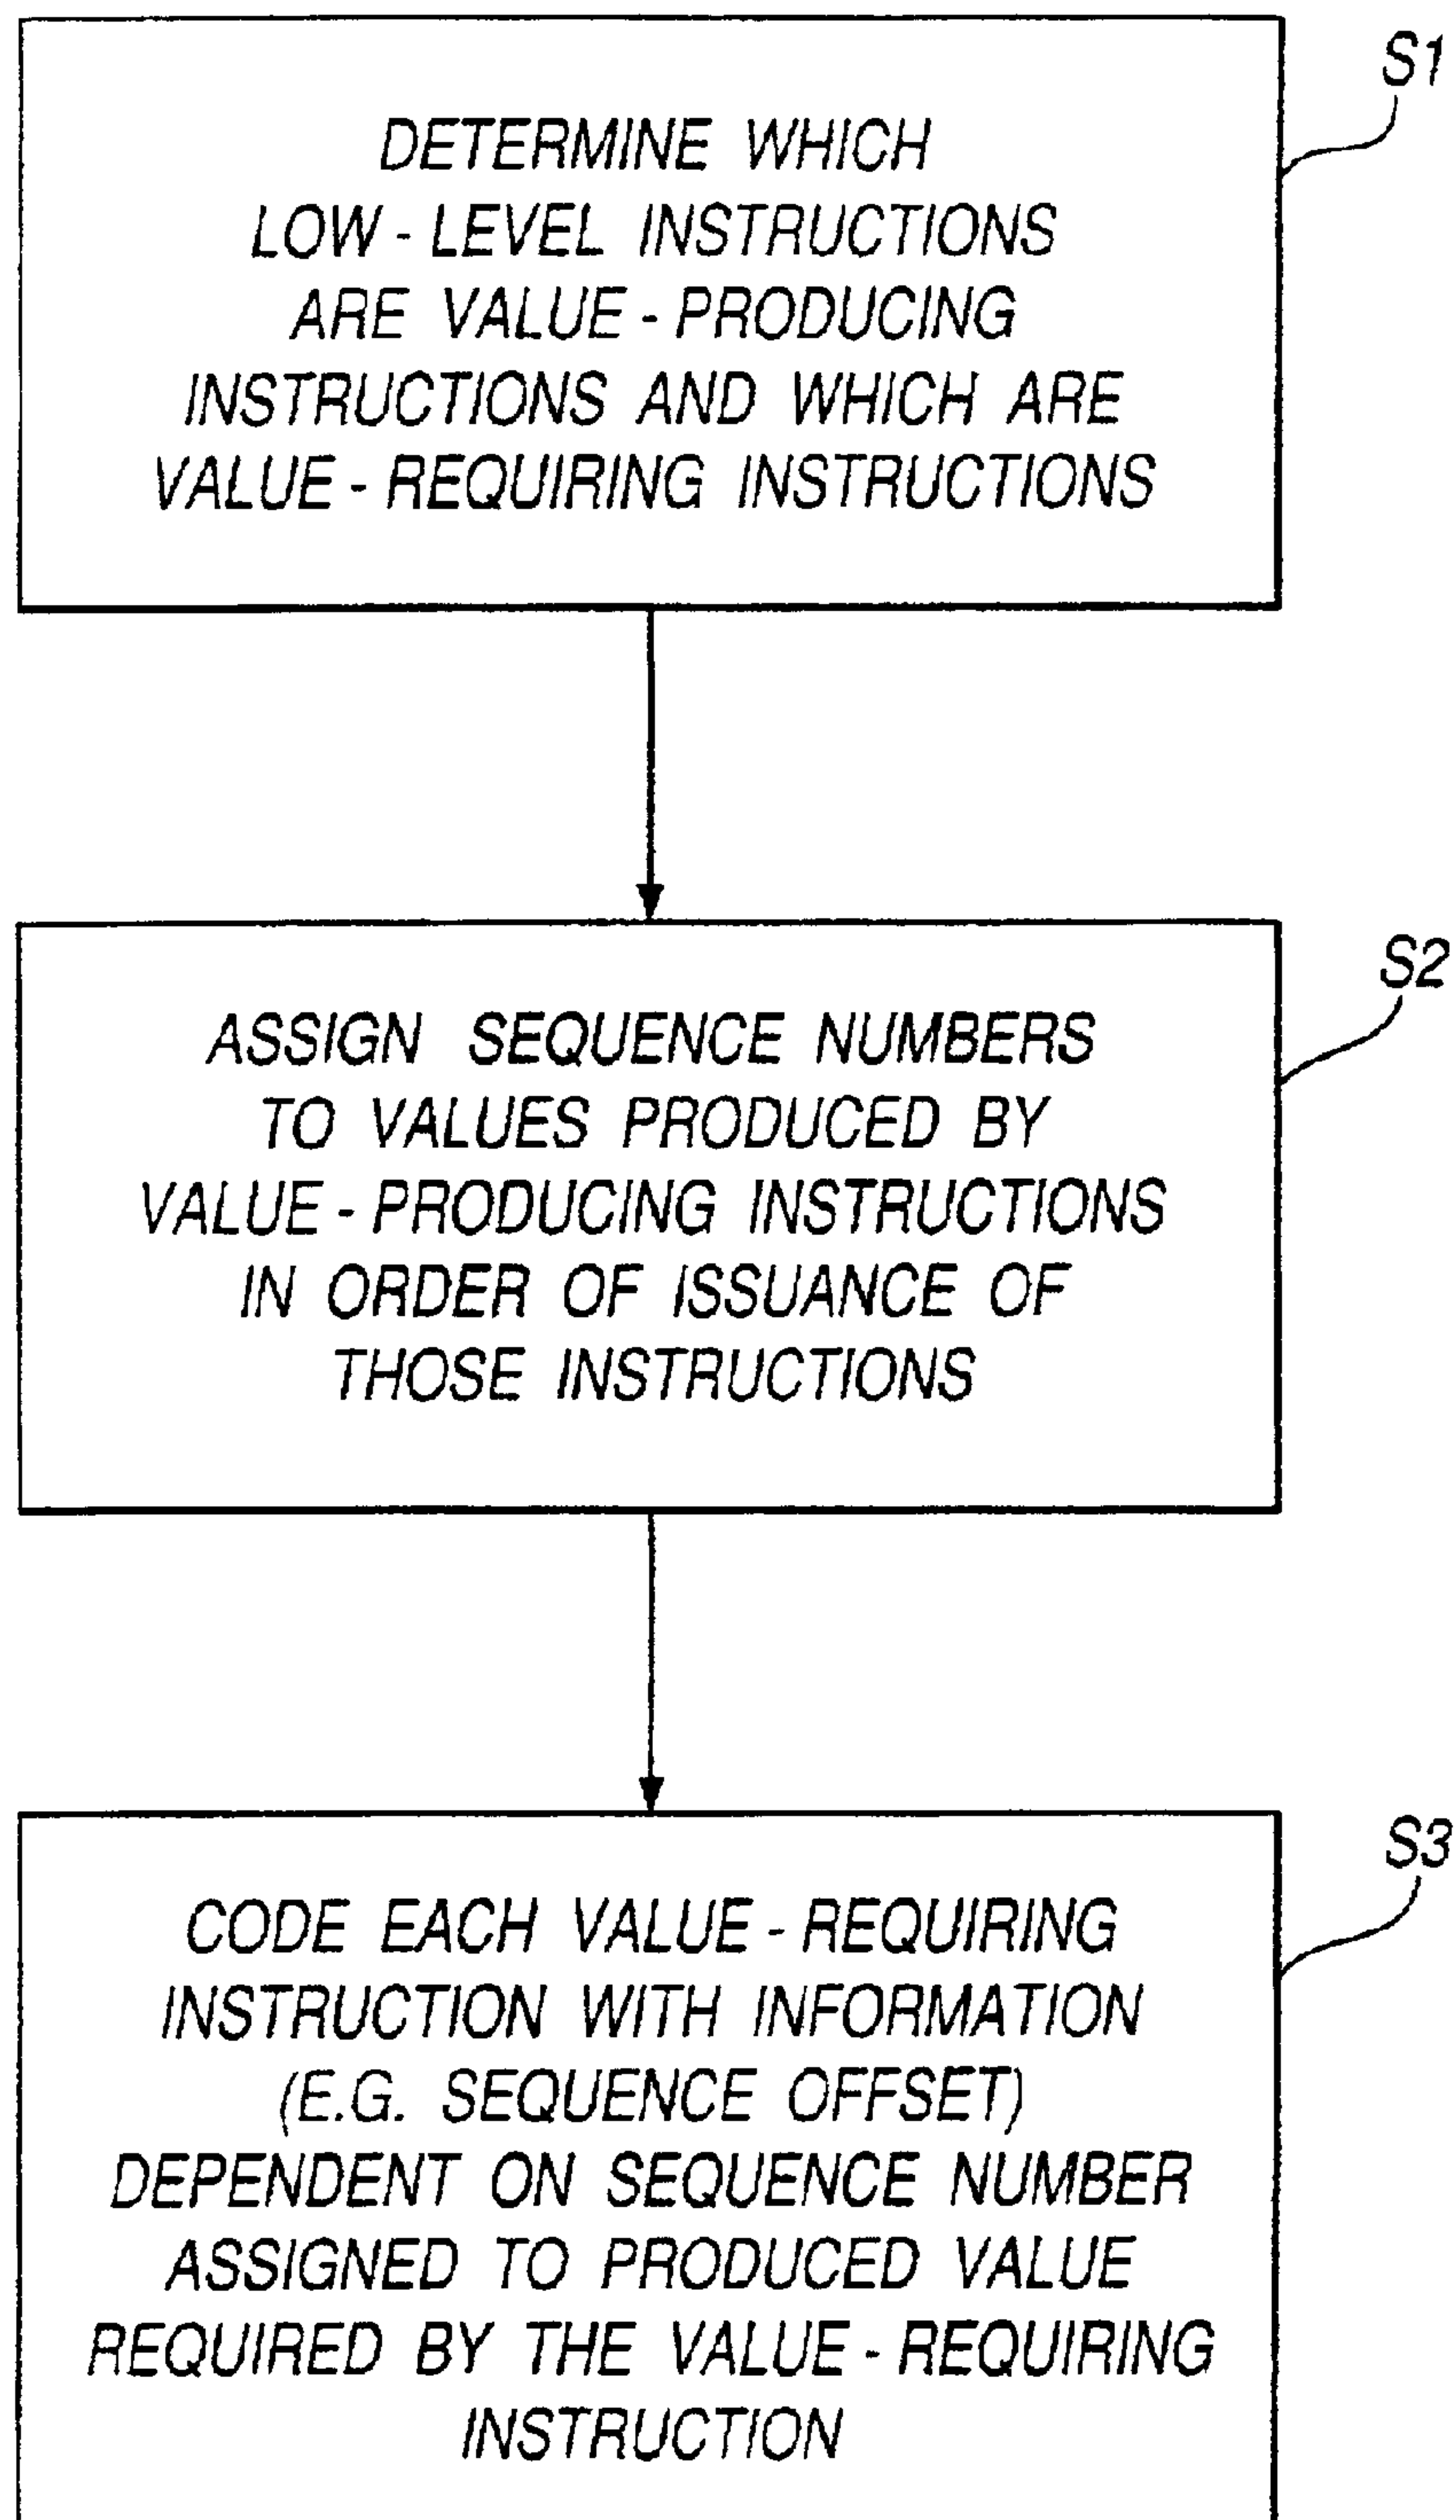 S1
DETERMINE WHICH
LOW-LEVEL INSTRUCTIONS
ARE VALUE-PRODUCING
INSTRUCTIONS AND WHICH ARE
VALUE-REQUIRING INSTRUCTIONS
S2
ASSIGN SEQUENCE NUMBERS
TO VALUES PRODUCED BY
VALUE-PRODUCING INSTRUCTIONS
IN ORDER OF ISSUANCE OF
THOSE INSTRUCTIONS
S3
CODE EACH VALUE-REQUIRING
INSTRUCTION WITH INFORMATION
(E.G. SEQUENCE OFFSET)
DEPENDENT ON SEQUENCE NUMBER
ASSIGNED TO PRODUCED VALUE
REQUIRED BY THE VALUE-REQUIRING
INSTRUCTION